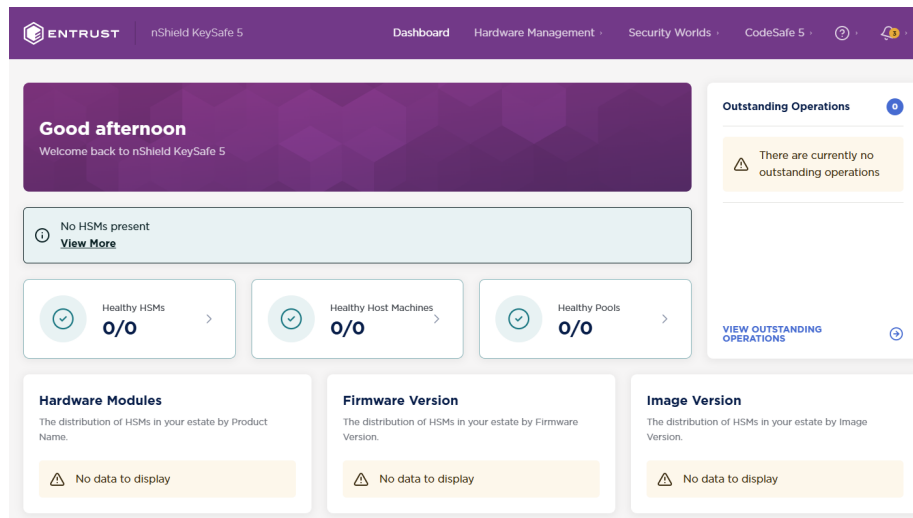 ENTRUST
nShield KeySafe 5
Dashboard
Hardware Management
Security Worlds
CodeSafe 5
3
Good afternoon
Welcome back to nShield KeySafe 5
Outstanding Operations
0
There are currently no
outstanding operations
No HSMs present
View More
Healthy HSMs
0/0
Healthy Host Machines
0/0
Healthy Pools
0/0
VIEW OUTSTANDING
OPERATIONS
Hardware Modules
The distribution of HSMs in your estate by Product
Name.
No data to display
Firmware Version
The distribution of HSMs in your estate by Firmware
Version.
No data to display
Image Version
The distribution of HSMs in your estate by Image
Version.
No data to display